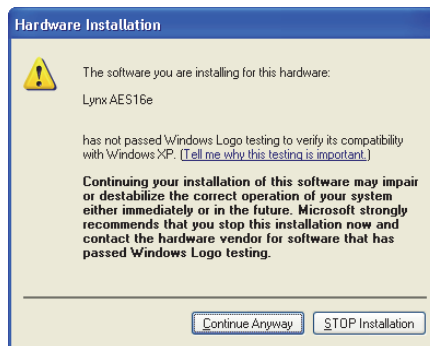 Hardware Installation
The software you are installing for this hardware:
Lynx AES16e
has not passed Windows Logo testing to verify its compatibility
with Windows XP. (Tell me why this testing is important.)
Continuing your installation of this software may impair
or destabilize the correct operation of your system
either immediately or in the future. Microsoft strongly
recommends that you stop this installation now and
contact the hardware vendor for software that has
passed Windows Logo testing.
Continue Anyway STOP Installation